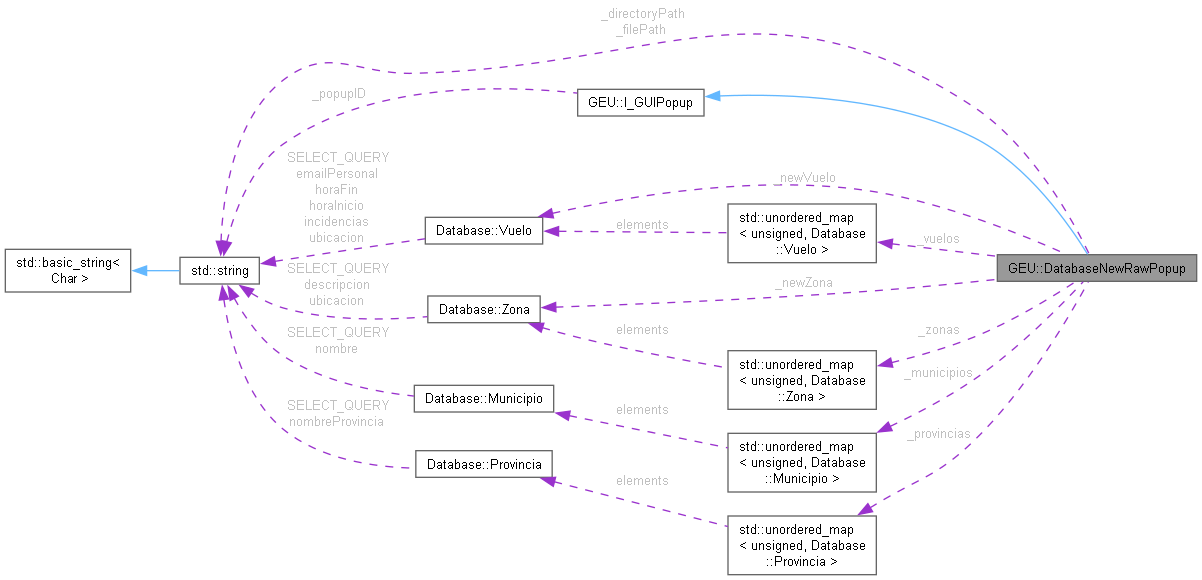 _directoryPath
_filePath
_popupID
GEU::I_GUIPopup
SELECT_QUERY
emailPersonal
horaFin
horaInicio
incidencias
ubicacion
_newVuelo
Database::Vuelo
elements
std::unordered_map
< unsigned, Database
::Vuelo >
_vuelos
std::basic_string<
Char >
std::string
GEU::DatabaseNewRawPopup
SELECT_QUERY
descripcion
ubicacion
_newZona
Database::Zona
elements
std::unordered_map
< unsigned, Database
::Zona >
_zonas
SELECT_QUERY
nombre
_municipios
Database::Municipio
elements
std::unordered_map
< unsigned, Database
::Municipio >
SELECT_QUERY
nombreProvincia
_provincias
Database::Provincia
elements
std::unordered_map
< unsigned, Database
::Provincia >